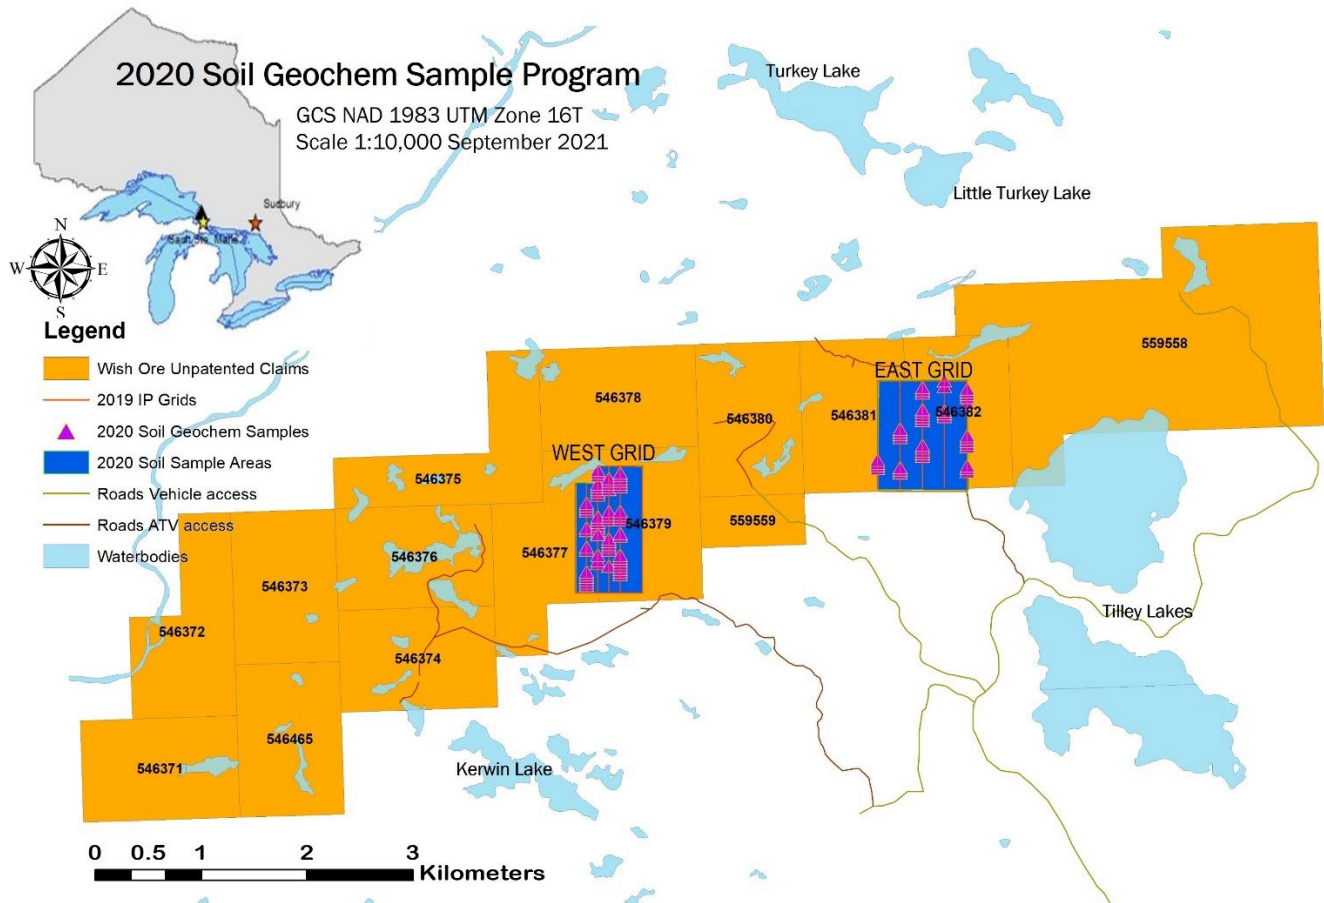 2020 Soil Geochem Sample Program
GCS NAD 1983 UTM Zone 16T
Scale 1:10,000 September 2021
Sudbury
Sault Ste. Marie
N
W E
S
Turkey Lake
Little Turkey Lake
Legend
Wish Ore Unpatented Claims
2019 IP Grids
2020 Soil Geochem Samples
2020 Soil Sample Areas
Roads Vehicle access
Roads ATV access
Waterbodies
559558
EAST GRID
546378
546380
546381
546382
WEST GRID
546375
546379
559559
546376
546377
546373
546372
Tilley Lakes
546374
546465
546371
Kerwin Lake
0 0.5 1 2 3
Kilometers